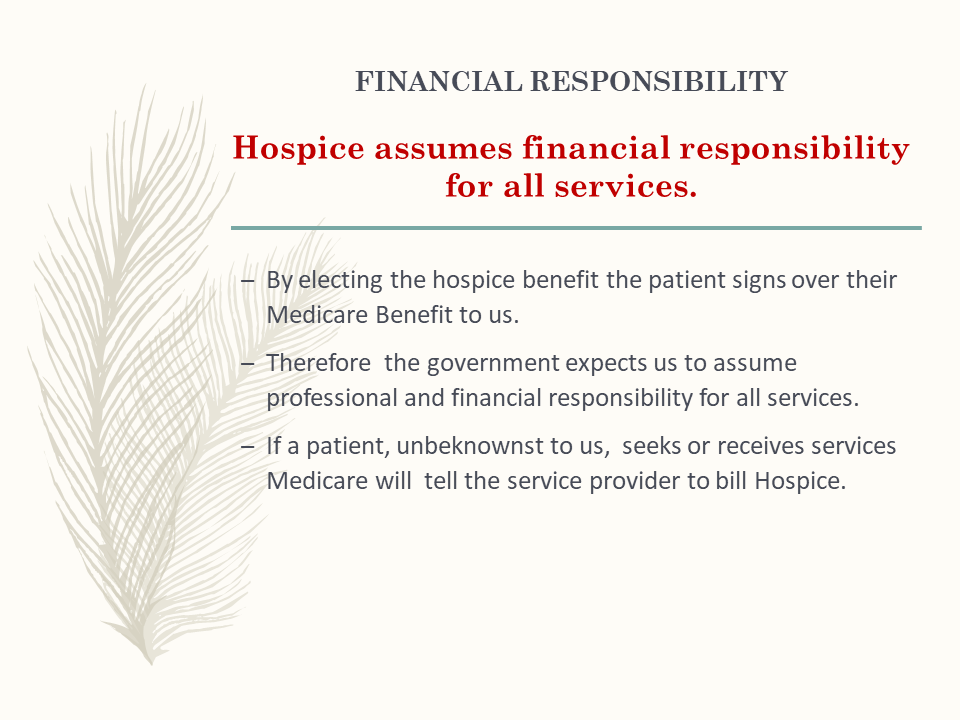 FINANCIAL RESPONSIBILITY
Hospice assumes financial responsibility
for all services.
– By electing the hospice benefit the patient signs over their
Medicare Benefit to us.
– Therefore  the government expects us to assume
professional and financial responsibility for all services.
– If a patient, unbeknownst to us,  seeks or receives services
Medicare will  tell the service provider to bill Hospice.